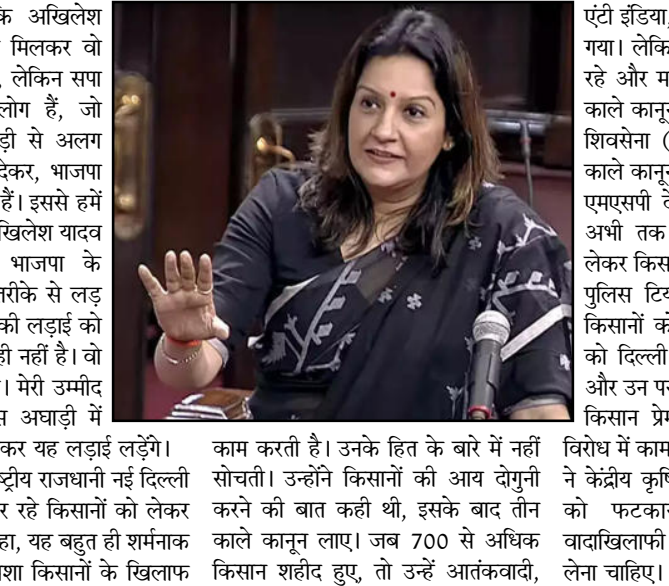 के अखिलेश
मिलकर वो
, लेकिन सपा
लोग हैं, जो
ड़ी से अलग
देकर, भाजपा
हैं। इससे हमें
खिलेश यादव
भाजपा के
तरीके से लड़
की लड़ाई को
ही नहीं है। वो
। मेरी उम्मीद
स अघाड़ी में
कर यह लड़ाई लड़ेंगे।
ष्ट्रीय राजधानी नई दिल्ली
र रहे किसानों को लेकर
हा, यह बहुत ही शर्मनाक
शा किसानों के खिलाफ
काम करती है। उनके हित के बारे में नहीं
सोचती। उन्होंने किसानों की आय दोगुनी
करने की बात कही थी, इसके बाद तीन
काले कानून लाए। जब 700 से अधिक
किसान शहीद हुए, तो उन्हें आतंकवादी,
एंटी इंडिया,
गया। लेकि
रहे और म
काले कानू
शिवसेना (
काले कानू
एमएसपी दे
अभी तक
लेकर किस
पुलिस टिय
किसानों क
को दिल्ली
और उन प
किसान प्रेम
विरोध में काम
ने केंद्रीय कृषि
को फटकार
वादाखिलाफी
लेना चाहिए।